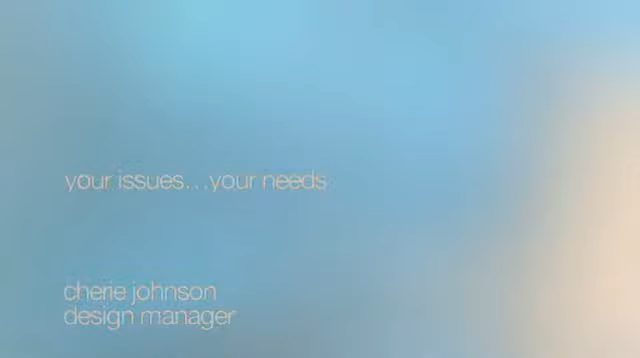 your issues...your needs
cherie johnson
design manager